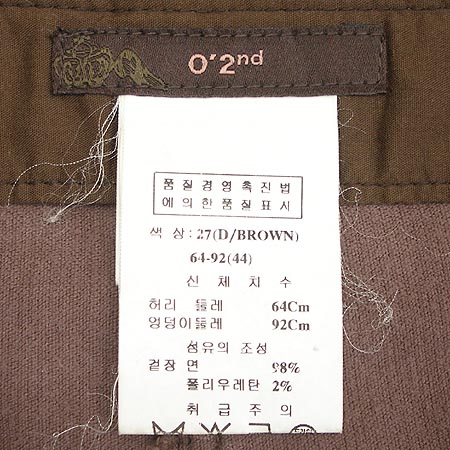 O'2nd
품질경영촉진법
에의한품질표시
색 상: 27(D/BROWN)
64-92(44)
신 체 치 수
허리 둘레 64Cm
엉덩이둘레 92Cm
섬유의 조성
겉장 면 98%
폴리우레탄 2%
취 급 주 의